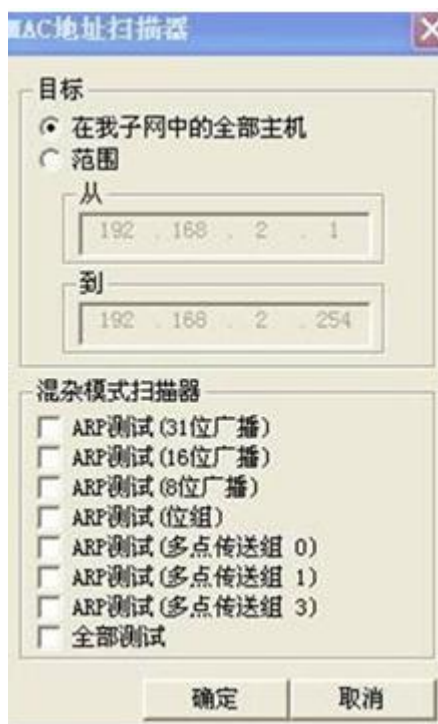 MAC地址扫描器
目标
在我子网中的全部主机
范围
从
192 . 168 . 2 . 1
到
192 . 168 . 2 . 254
混杂模式扫描器
ARP测试(31位广播)
ARP测试(16位广播)
ARP测试(8位广播)
ARP测试(位组)
ARP测试(多点传送组 0)
ARP测试(多点传送组 1)
ARP测试(多点传送组 3)
全部测试
确定 取消